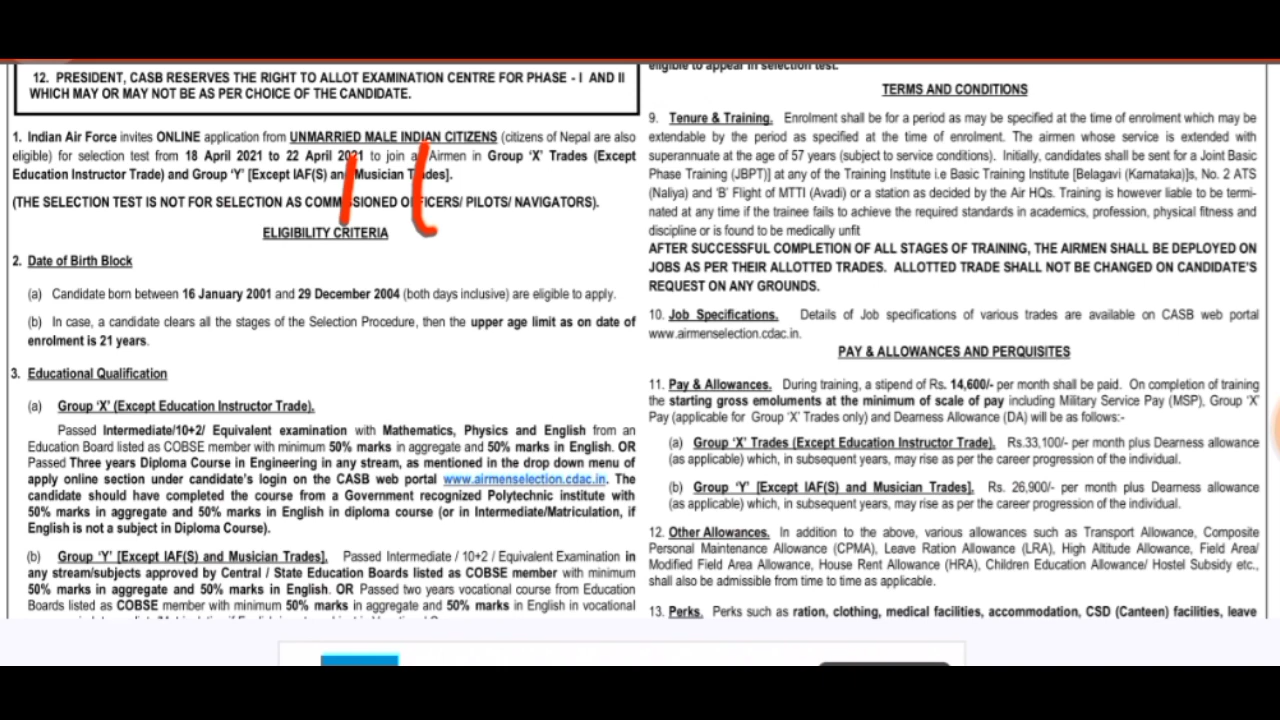 12. PRESIDENT, CASB RESERVES THE RIGHT TO ALLOT EXAMINATION CENTRE FOR PHASE - I AND II
WHICH MAY OR MAY NOT BE AS PER CHOICE OF THE CANDIDATE.
1. Indian Air Force invites ONLINE application from UNMARRIED MALE INDIAN CITIZENS (citizens of Nepal are also
eligible) for selection test from 18 April 2021 to 22 April 2021 to join as Airmen in Group 'X' Trades (Except
Education Instructor Trade) and Group 'Y' [Except IAF(S) and Musician Trades].
(THE SELECTION TEST IS NOT FOR SELECTION AS COMMISSIONED OFFICERS/ PILOTS/ NAVIGATORS).
ELIGIBILITY CRITERIA
2. Date of Birth Block
(a) Candidate born between 16 January 2001 and 29 December 2004 (both days inclusive) are eligible to apply.
(b) In case, a candidate clears all the stages of the Selection Procedure, then the upper age limit as on date of
enrolment is 21 years.
3. Educational Qualification
(a) Group 'X' (Except Education Instructor Trade).
Passed Intermediate/10+2/ Equivalent examination with Mathematics, Physics and English from an
Education Board listed as COBSE member with minimum 50% marks in aggregate and 50% marks in English. OR
Passed Three years Diploma Course in Engineering in any stream, as mentioned in the drop down menu of
apply online section under candidate's login on the CASB web portal www.airmenselection.cdac.in. The
candidate should have completed the course from a Government recognized Polytechnic institute with
50% marks in aggregate and 50% marks in English in diploma course (or in Intermediate/Matriculation, if
English is not a subject in Diploma Course).
(b) Group 'Y' [Except IAF(S) and Musician Trades]. Passed Intermediate / 10+2 / Equivalent Examination in
any stream/subjects approved by Central / State Education Boards listed as COBSE member with minimum
50% marks in aggregate and 50% marks in English. OR Passed two years vocational course from Education
Boards listed as COBSE member with minimum 50% marks in aggregate and 50% marks in English in vocational
eligible to appear in selection test.
TERMS AND CONDITIONS
9. Tenure & Training. Enrolment shall be for a period as may be specified at the time of enrolment which may be
extendable by the period as specified at the time of enrolment. The airmen whose service is extended with
superannuate at the age of 57 years (subject to service conditions). Initially, candidates shall be sent for a Joint Basic
Phase Training (JBPT)] at any of the Training Institute i.e Basic Training Institute [Belagavi (Karnataka)]s, No. 2 ATS
(Naliya) and 'B' Flight of MTTI (Avadi) or a station as decided by the Air HQs. Training is however liable to be termi-
nated at any time if the trainee fails to achieve the required standards in academics, profession, physical fitness and
discipline or is found to be medically unfit
AFTER SUCCESSFUL COMPLETION OF ALL STAGES OF TRAINING, THE AIRMEN SHALL BE DEPLOYED ON
JOBS AS PER THEIR ALLOTTED TRADES. ALLOTTED TRADE SHALL NOT BE CHANGED ON CANDIDATE'S
REQUEST ON ANY GROUNDS.
10. Job Specifications. Details of Job specifications of various trades are available on CASB web portal
www.airmenselection.cdac.in.
PAY & ALLOWANCES AND PERQUISITES
11. Pay & Allowances. During training, a stipend of Rs. 14,600/- per month shall be paid. On completion of training
the starting gross emoluments at the minimum of scale of pay including Military Service Pay (MSP), Group 'X'
Pay (applicable for Group 'X' Trades only) and Dearness Allowance (DA) will be as follows:-
(a) Group 'X' Trades (Except Education Instructor Trade). Rs.33,100/- per month plus Dearness allowance
(as applicable) which, in subsequent years, may rise as per the career progression of the individual.
(b) Group 'Y' [Except IAF(S) and Musician Trades]. Rs. 26,900/- per month plus Dearness allowance
(as applicable) which, in subsequent years, may rise as per the career progression of the individual.
12. Other Allowances. In addition to the above, various allowances such as Transport Allowance, Composite
Personal Maintenance Allowance (CPMA), Leave Ration Allowance (LRA), High Altitude Allowance, Field Area/
Modified Field Area Allowance, House Rent Allowance (HRA), Children Education Allowance/ Hostel Subsidy etc.,
shall also be admissible from time to time as applicable.
13. Perks. Perks such as ration, clothing, medical facilities, accommodation, CSD (Canteen) facilities, leave